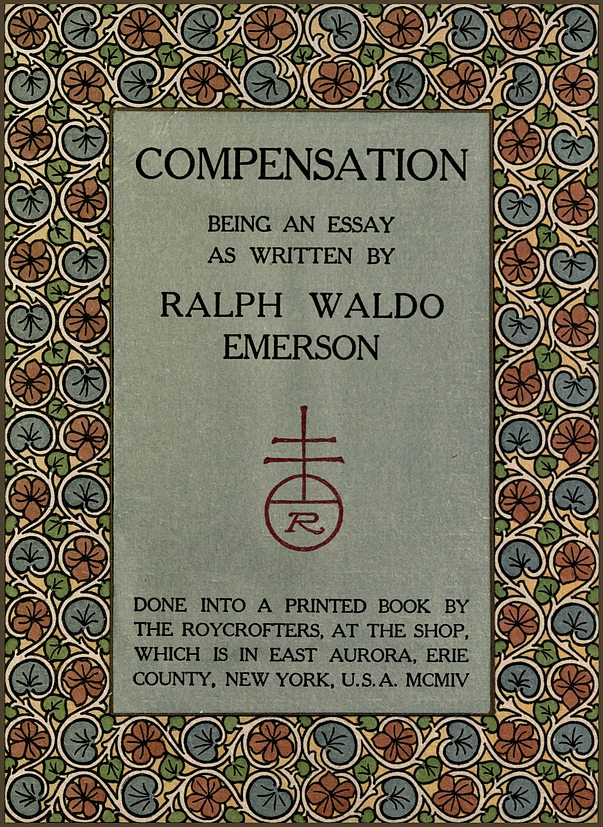 COMPENSATION
BEING AN ESSAY
AS WRITTEN BY
RALPH WALDO
EMERSON
R
DONE INTO A PRINTED BOOK BY
THE ROYCROFTERS, AT THE SHOP,
WHICH IS IN EAST AURORA, ERIE
COUNTY, NEW YORK, U.S.A. MCMIV